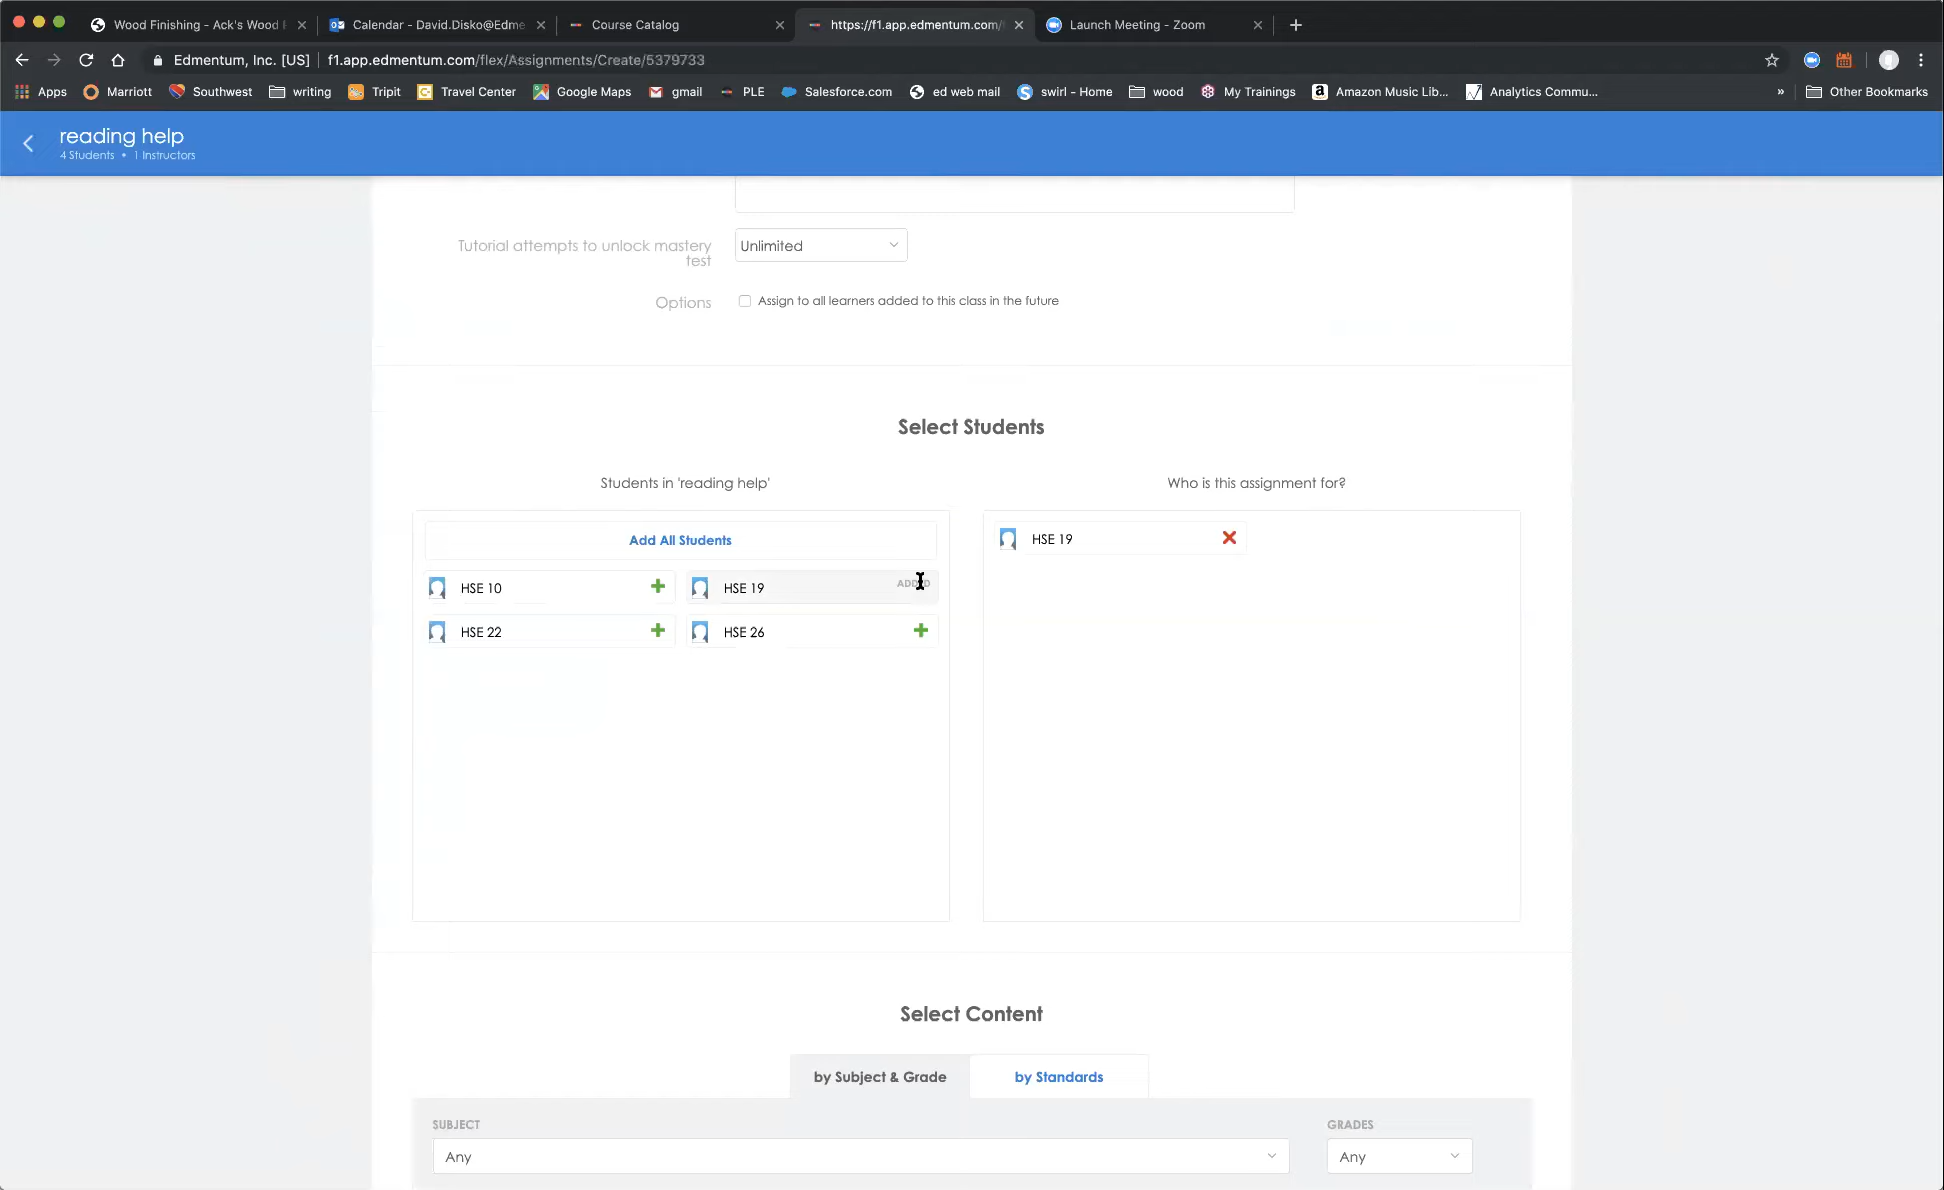 Wood Finishing - Ack's Wood
Calendar - David.Disko@Edme
Course Catalog
https://f1.app.edmentum.com/
Launch Meeting - Zoom
Edmentum, Inc. [US] f1.app.edmentum.com/flex/Assignments/Create/5379733
Apps Marriott Southwest writing Tripit Travel Center Google Maps gmail PLE Salesforce.com ed web mail swirl - Home wood My Trainings Amazon Music Lib... Analytics Commu... » Other Bookmarks
reading help
4 Students • 1 Instructors
Tutorial attempts to unlock mastery
test
Unlimited
Options
Assign to all learners added to this class in the future
Select Students
Students in 'reading help'
Who is this assignment for?
Add All Students
HSE 19
HSE 10
HSE 19
ADDED
HSE 22
HSE 26
Select Content
by Subject & Grade
by Standards
SUBJECT
GRADES
Any
Any